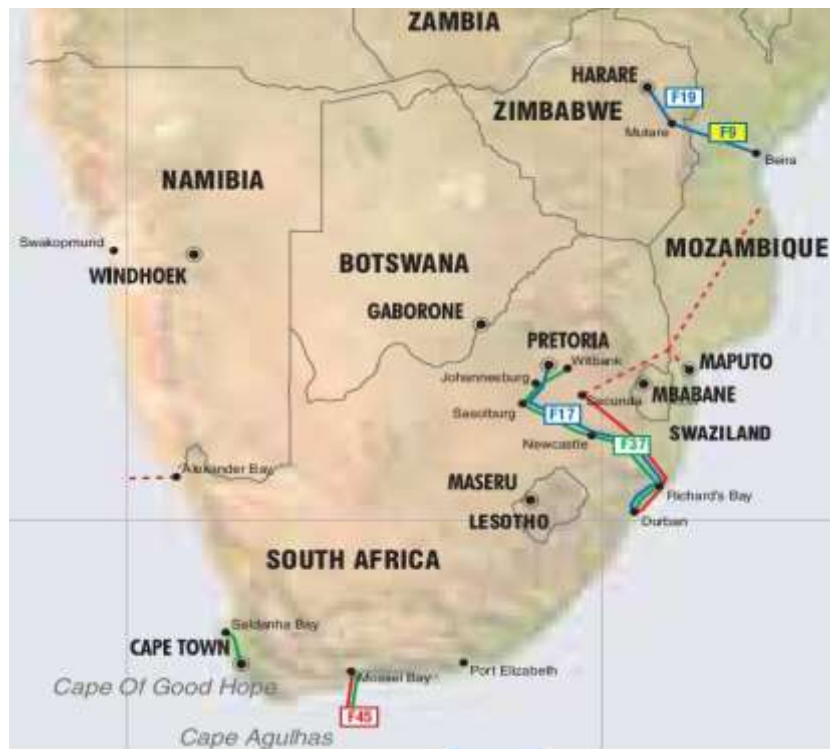 ZAMBIA
HARARE
F19
ZIMBABWE
Mutare
F9
Beira
NAMIBIA
Swakopmund
WINDHOEK
BOTSWANA
MOZAMBIQUE
GABORONE
PRETORIA
Witbank
MAPUTO
Johannesburg
MBABANE
Secunda
Sasolburg
F17
SWAZILAND
Newcastle
F37
Alexander Bay
MASERU
Richard's Bay
LESOTHO
Durban
SOUTH AFRICA
Saldanha Bay
CAPE TOWN
Port Elizabeth
Mossel Bay
Cape Of Good Hope
F45
Cape Agulhas